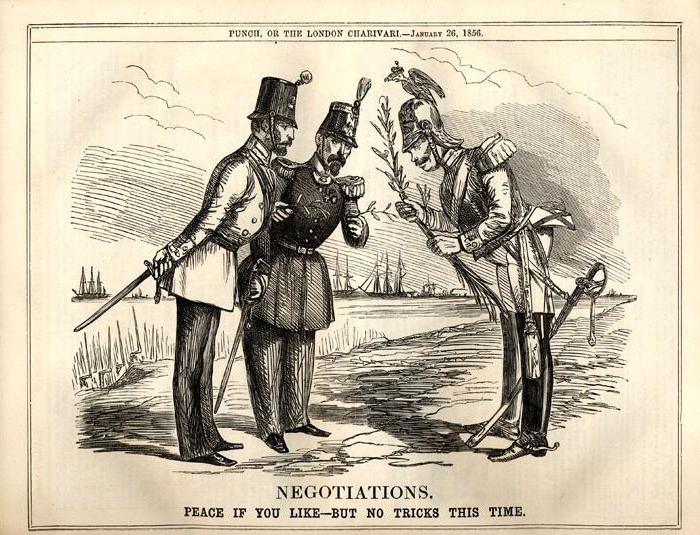 PUNCH, OR THE LONDON CHARIVARI.—JANUARY 26, 1856.
NEGOTIATIONS.
PEACE IF YOU LIKE—BUT NO TRICKS THIS TIME.